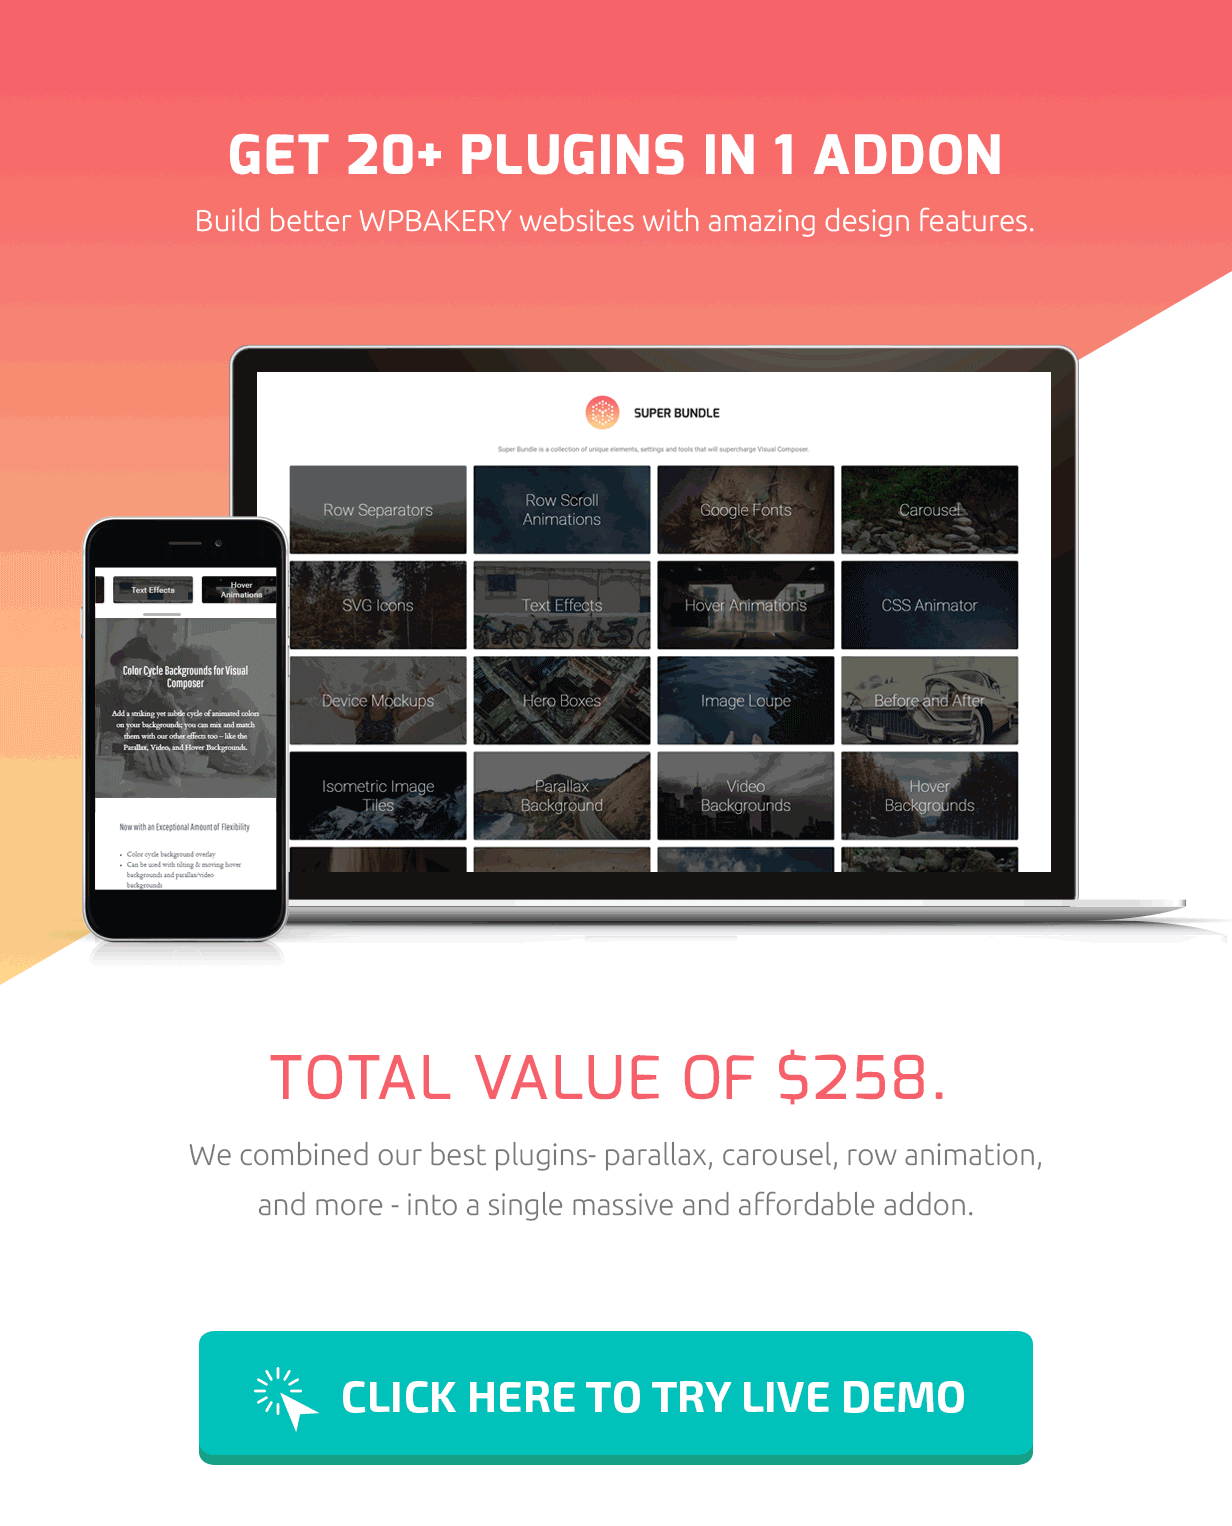 GET 20+ PLUGINS IN 1 ADDON
Build better WPBAKERY websites with amazing design features.
SUPER BUNDLE
Super Bundle is a collection of unique elements, settings and tools that will supercharge Visual Composer.
Row Separators
Row Scroll
Animations
Google Fonts
Carousel
SVG Icons
Text Effects
Hover Animations
CSS Animator
Device Mockups
Hero Boxes
Image Loupe
Before and After
Isometric Image
Tiles
Parallax
Background
Video
Backgrounds
Hover
Backgrounds
Text Effects
Hover
Animations
Color Cycle Backgrounds for Visual
Composer
Add a striking yet subtle cycle of animated colors
on your backgrounds; you can mix and match
them with our other effects too – like the
Parallax, Video, and Hover Backgrounds.
Now with an Exceptional Amount of Flexibility
• Color cycle background overlay
• Can be used with tilting & moving hover
backgrounds and parallax/video
backgrounds
TOTAL VALUE OF $258.
We combined our best plugins- parallax, carousel, row animation,
and more - into a single massive and affordable addon.
CLICK HERE TO TRY LIVE DEMO